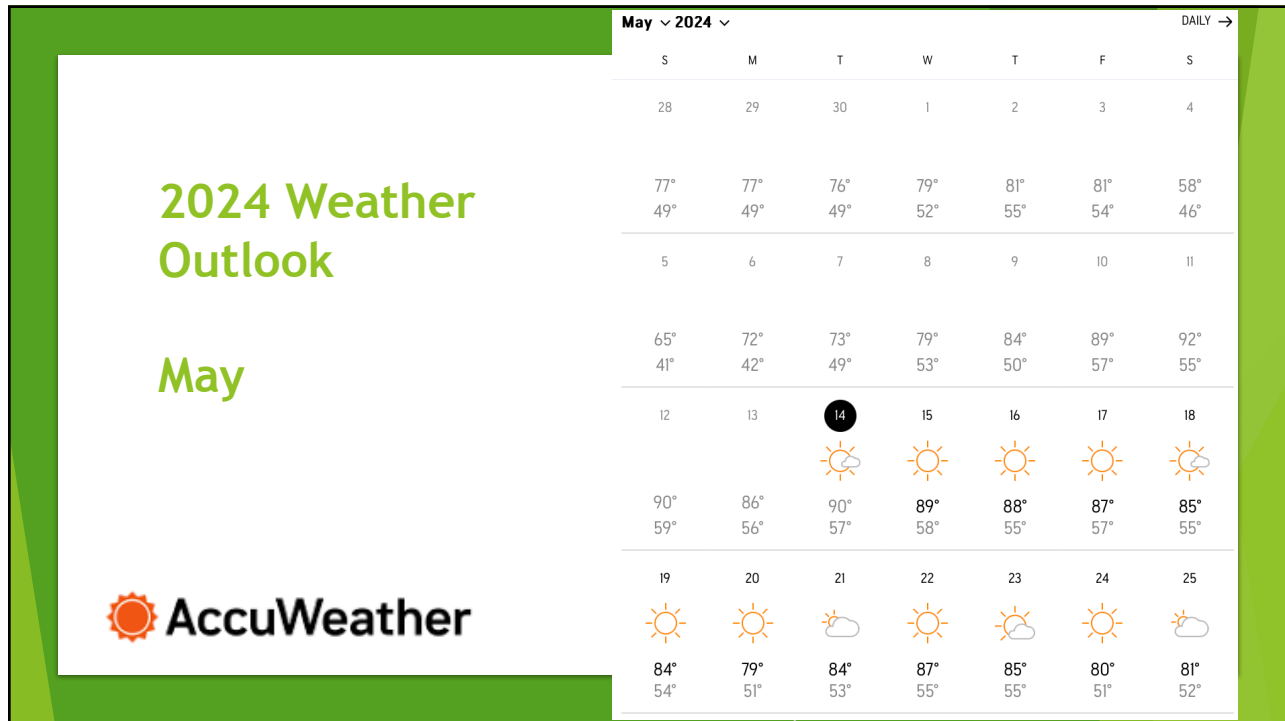 2024 Weather
Outlook
May
AccuWeather
May 2024 DAILY →
S M T W T F S
28 29 30 1 2 3 4
77° 77° 76° 79° 81° 81° 58°
49° 49° 49° 52° 55° 54° 46°
5 6 7 8 9 10 11
65° 72° 73° 79° 84° 89° 92°
41° 42° 49° 53° 50° 57° 55°
12 13 14 15 16 17 18
90° 86° 90° 89° 88° 87° 85°
59° 56° 57° 58° 55° 57° 55°
19 20 21 22 23 24 25
84° 79° 84° 87° 85° 80° 81°
54° 51° 53° 55° 55° 51° 52°